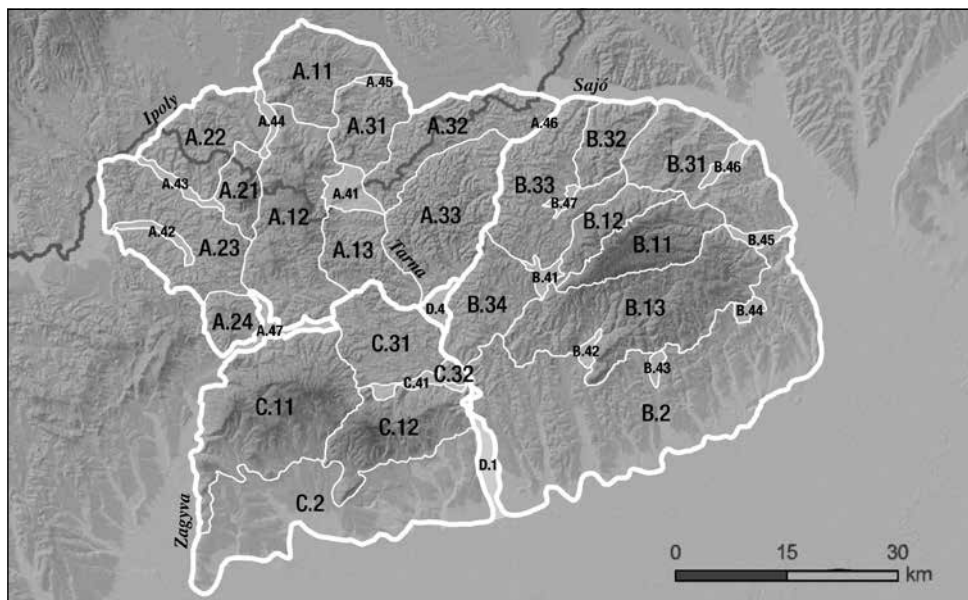 A.11
A.45
Sajó
Ipoly
A.44
A.31
A.32
A.46
A.22
B.32
B.31
B.46
A.43
A.21
A.41
B.33
B.47
A.12
A.33
B.12
A.42
A.23
A.13
Tarna
B.11
B.45
B.41
A.24
A.47
D.4
B.34
B.13
B.44
C.31
B.42
B.43
C.41
C.32
C.11
C.12
B.2
D.1
C.2
Zagyva
0 15 30
km